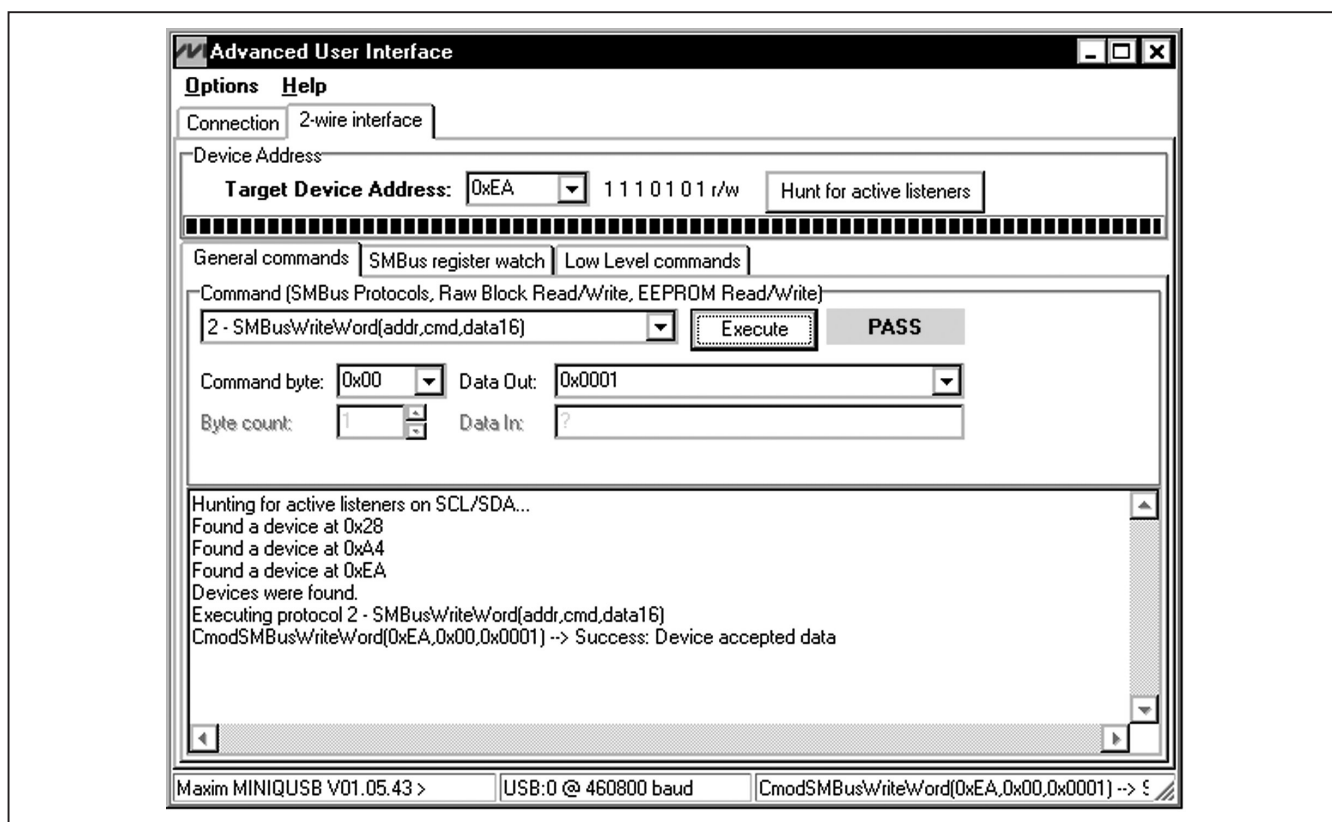 Advanced User Interface
Options Help
Connection 2-wire interface
Device Address
Target Device Address: 0xEA 1 1 1 0 1 0 1 r/w Hunt for active listeners
General commands SMBus register watch Low Level commands
Command (SMBus Protocols, Raw Block Read/Write, EEPROM Read/Write)
2 - SMBusWriteWord(addr,cmd,data16) Execute PASS
Command byte: 0x00 Data Out: 0x0001
Byte count: 1 Data In: ?
Hunting for active listeners on SCL/SDA...
Found a device at 0x28
Found a device at 0xA4
Found a device at 0xEA
Devices were found.
Executing protocol 2 - SMBusWriteWord(addr,cmd,data16)
CmodSMBusWriteWord(0xEA,0x00,0x0001) --> Success: Device accepted data
Maxim MINIQUSB V01.05.43 > USB:0 @ 460800 baud CmodSMBusWriteWord(0xEA,0x00,0x0001) --> S